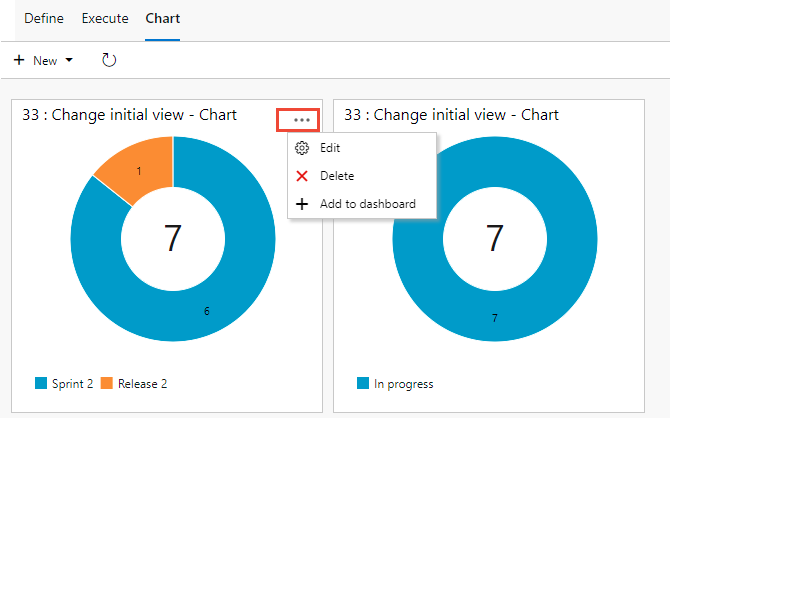 Define Execute Chart
New
33 : Change initial view - Chart
33 : Change initial view - Chart
Edit
Delete
Add to dashboard
1
7
6
7
7
Sprint 2 Release 2
In progress